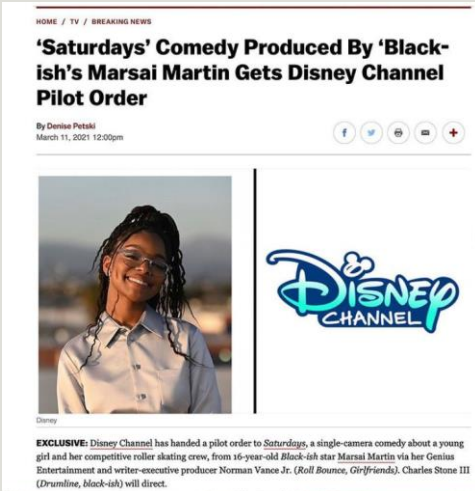 HOME / TV / BREAKING NEWS
‘Saturdays’ Comedy Produced By ‘Black-
ish’s Marsai Martin Gets Disney Channel
Pilot Order
By Denise Petski
March 11, 2021 12:00pm
DISNEY
CHANNEL
Disney
EXCLUSIVE: Disney Channel has handed a pilot order to Saturdays, a single-camera comedy about a young
girl and her competitive roller skating crew, from 16-year-old Black-ish star Marsai Martin via her Genius
Entertainment and writer-executive producer Norman Vance Jr. (Roll Bounce, Girlfriends). Charles Stone III
(Drumline, black-ish) will direct.